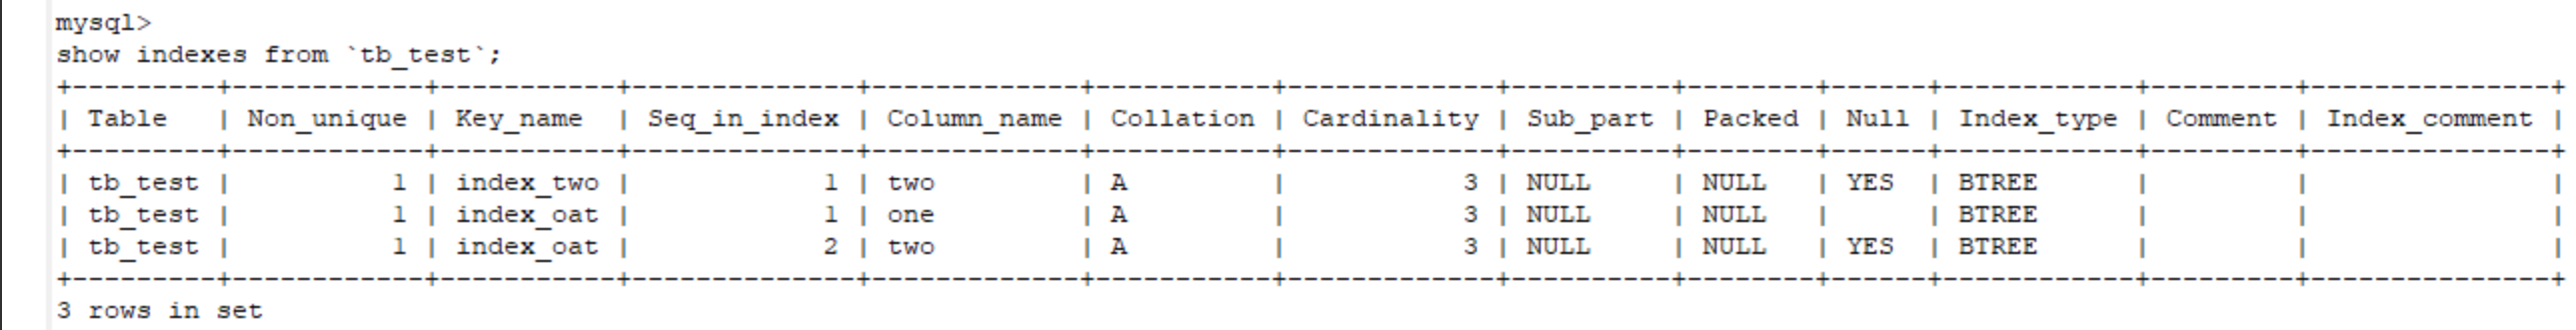 mysql>
show indexes from `tb_test`;
+---------+------------+-----------+--------------+-------------+-----------+-------------+----------+--------+------+------------+---------+---------------+
| Table   | Non_unique | Key_name  | Seq_in_index | Column_name | Collation | Cardinality | Sub_part | Packed | Null | Index_type | Comment | Index_comment |
+---------+------------+-----------+--------------+-------------+-----------+-------------+----------+--------+------+------------+---------+---------------+
| tb_test |          1 | index_two |            1 | two         | A         |           3 | NULL     | NULL   | YES  | BTREE      |         |               |
| tb_test |          1 | index_oat |            1 | one         | A         |           3 | NULL     | NULL   |      | BTREE      |         |               |
| tb_test |          1 | index_oat |            2 | two         | A         |           3 | NULL     | NULL   | YES  | BTREE      |         |               |
+---------+------------+-----------+--------------+-------------+-----------+-------------+----------+--------+------+------------+---------+---------------+
3 rows in set